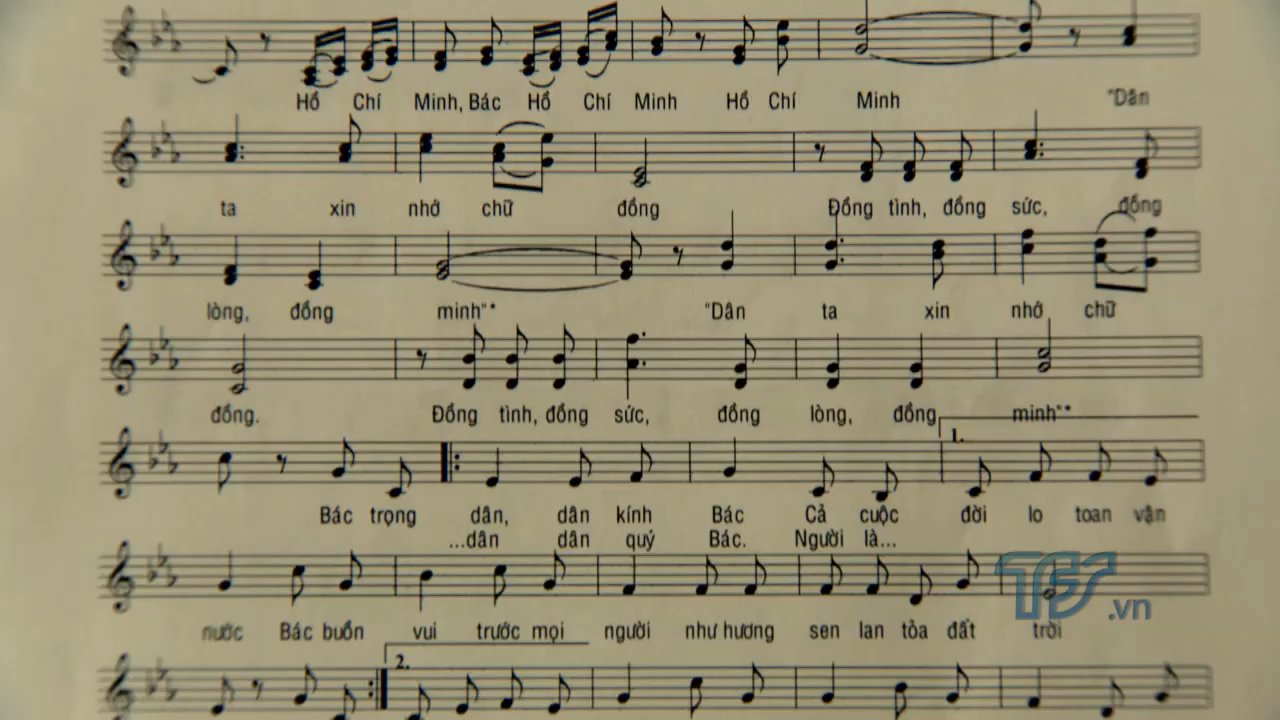 Hồ Chí Minh, Bác Hồ Chí Minh Hồ Chí Minh "Dân
ta xin nhớ chữ đồng Đồng tình, đồng sức, đồng
lòng, đồng minh"* "Dân ta xin nhớ chữ
đồng. Đồng tình, đồng sức, đồng lòng, đồng minh"*
1.
Bác trọng dân, dân kính Bác Cả cuộc đời lo toan vận
...dân dân quý Bác. Người là...
nước Bác buồn vui trước mọi người như hương sen lan tỏa đất trời
TFS.vn
2.